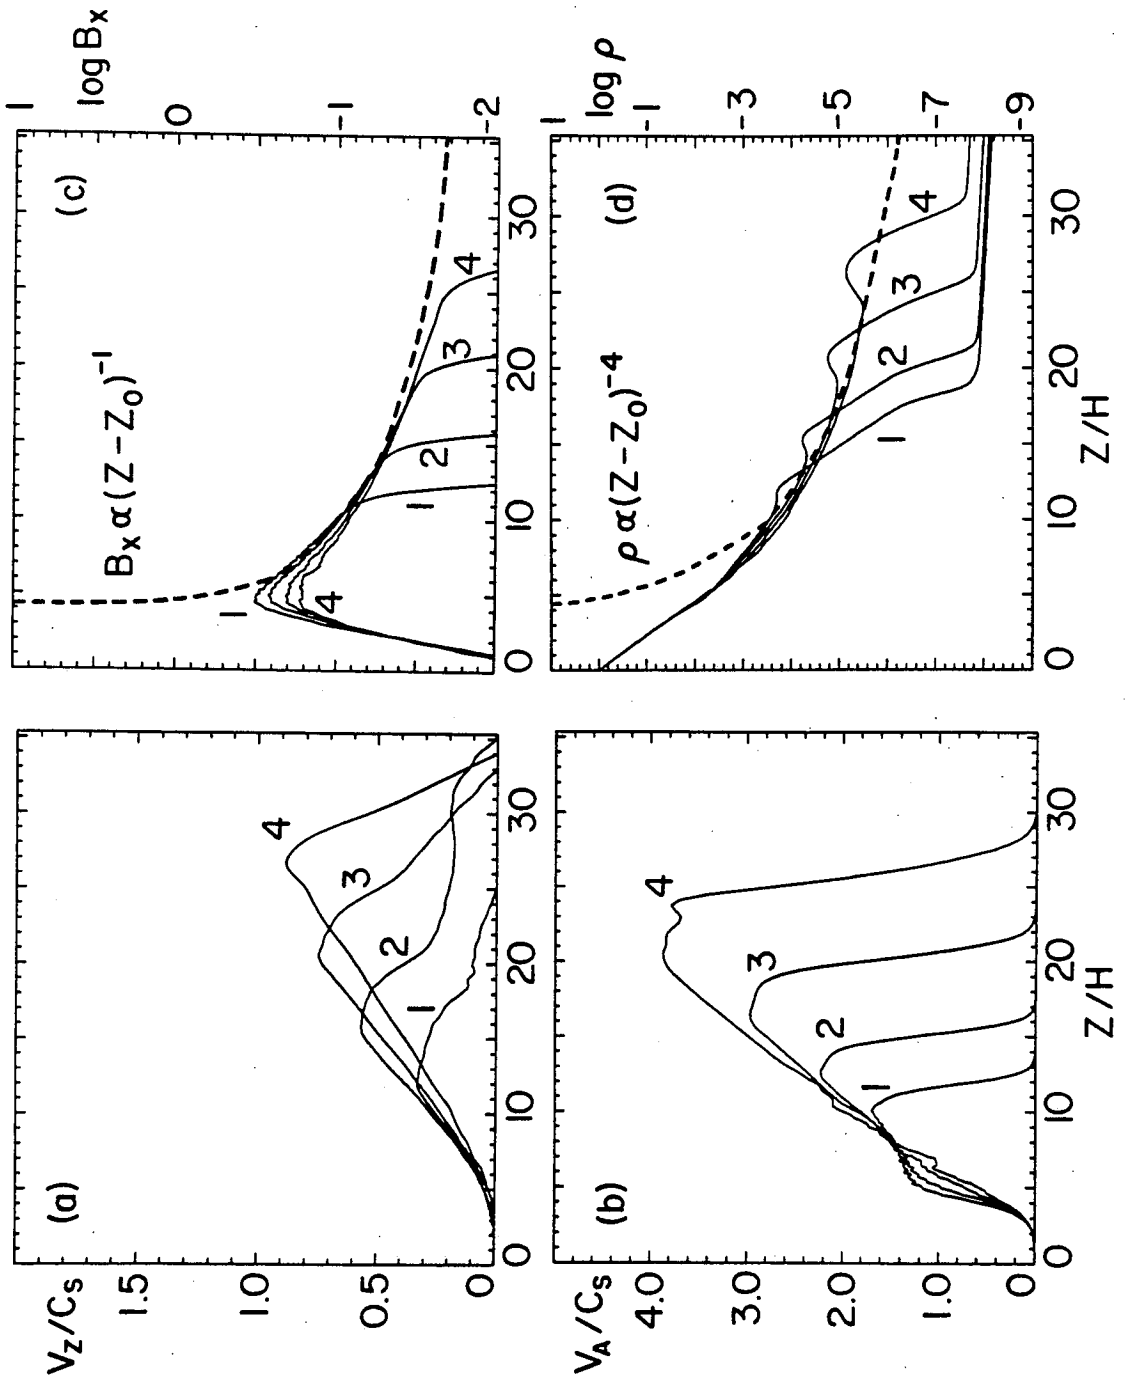 (a)
V_Z/C_S
1.5
1.0
0.5
0
0 10 20 30
1 2 3 4
(c)
B_X α (Z−Z_0)^−1
log B_X
1
0
−1
−2
0 10 20 30
1 4
1 2 3 4
(b)
V_A/C_S
4.0
3.0
2.0
1.0
0
0 10 20 30
Z/H
1 2 3 4
(d)
ρ α (Z−Z_0)^−4
log ρ
1
−1
−3
−5
−7
−9
0 10 20 30
Z/H
1 2 3 4